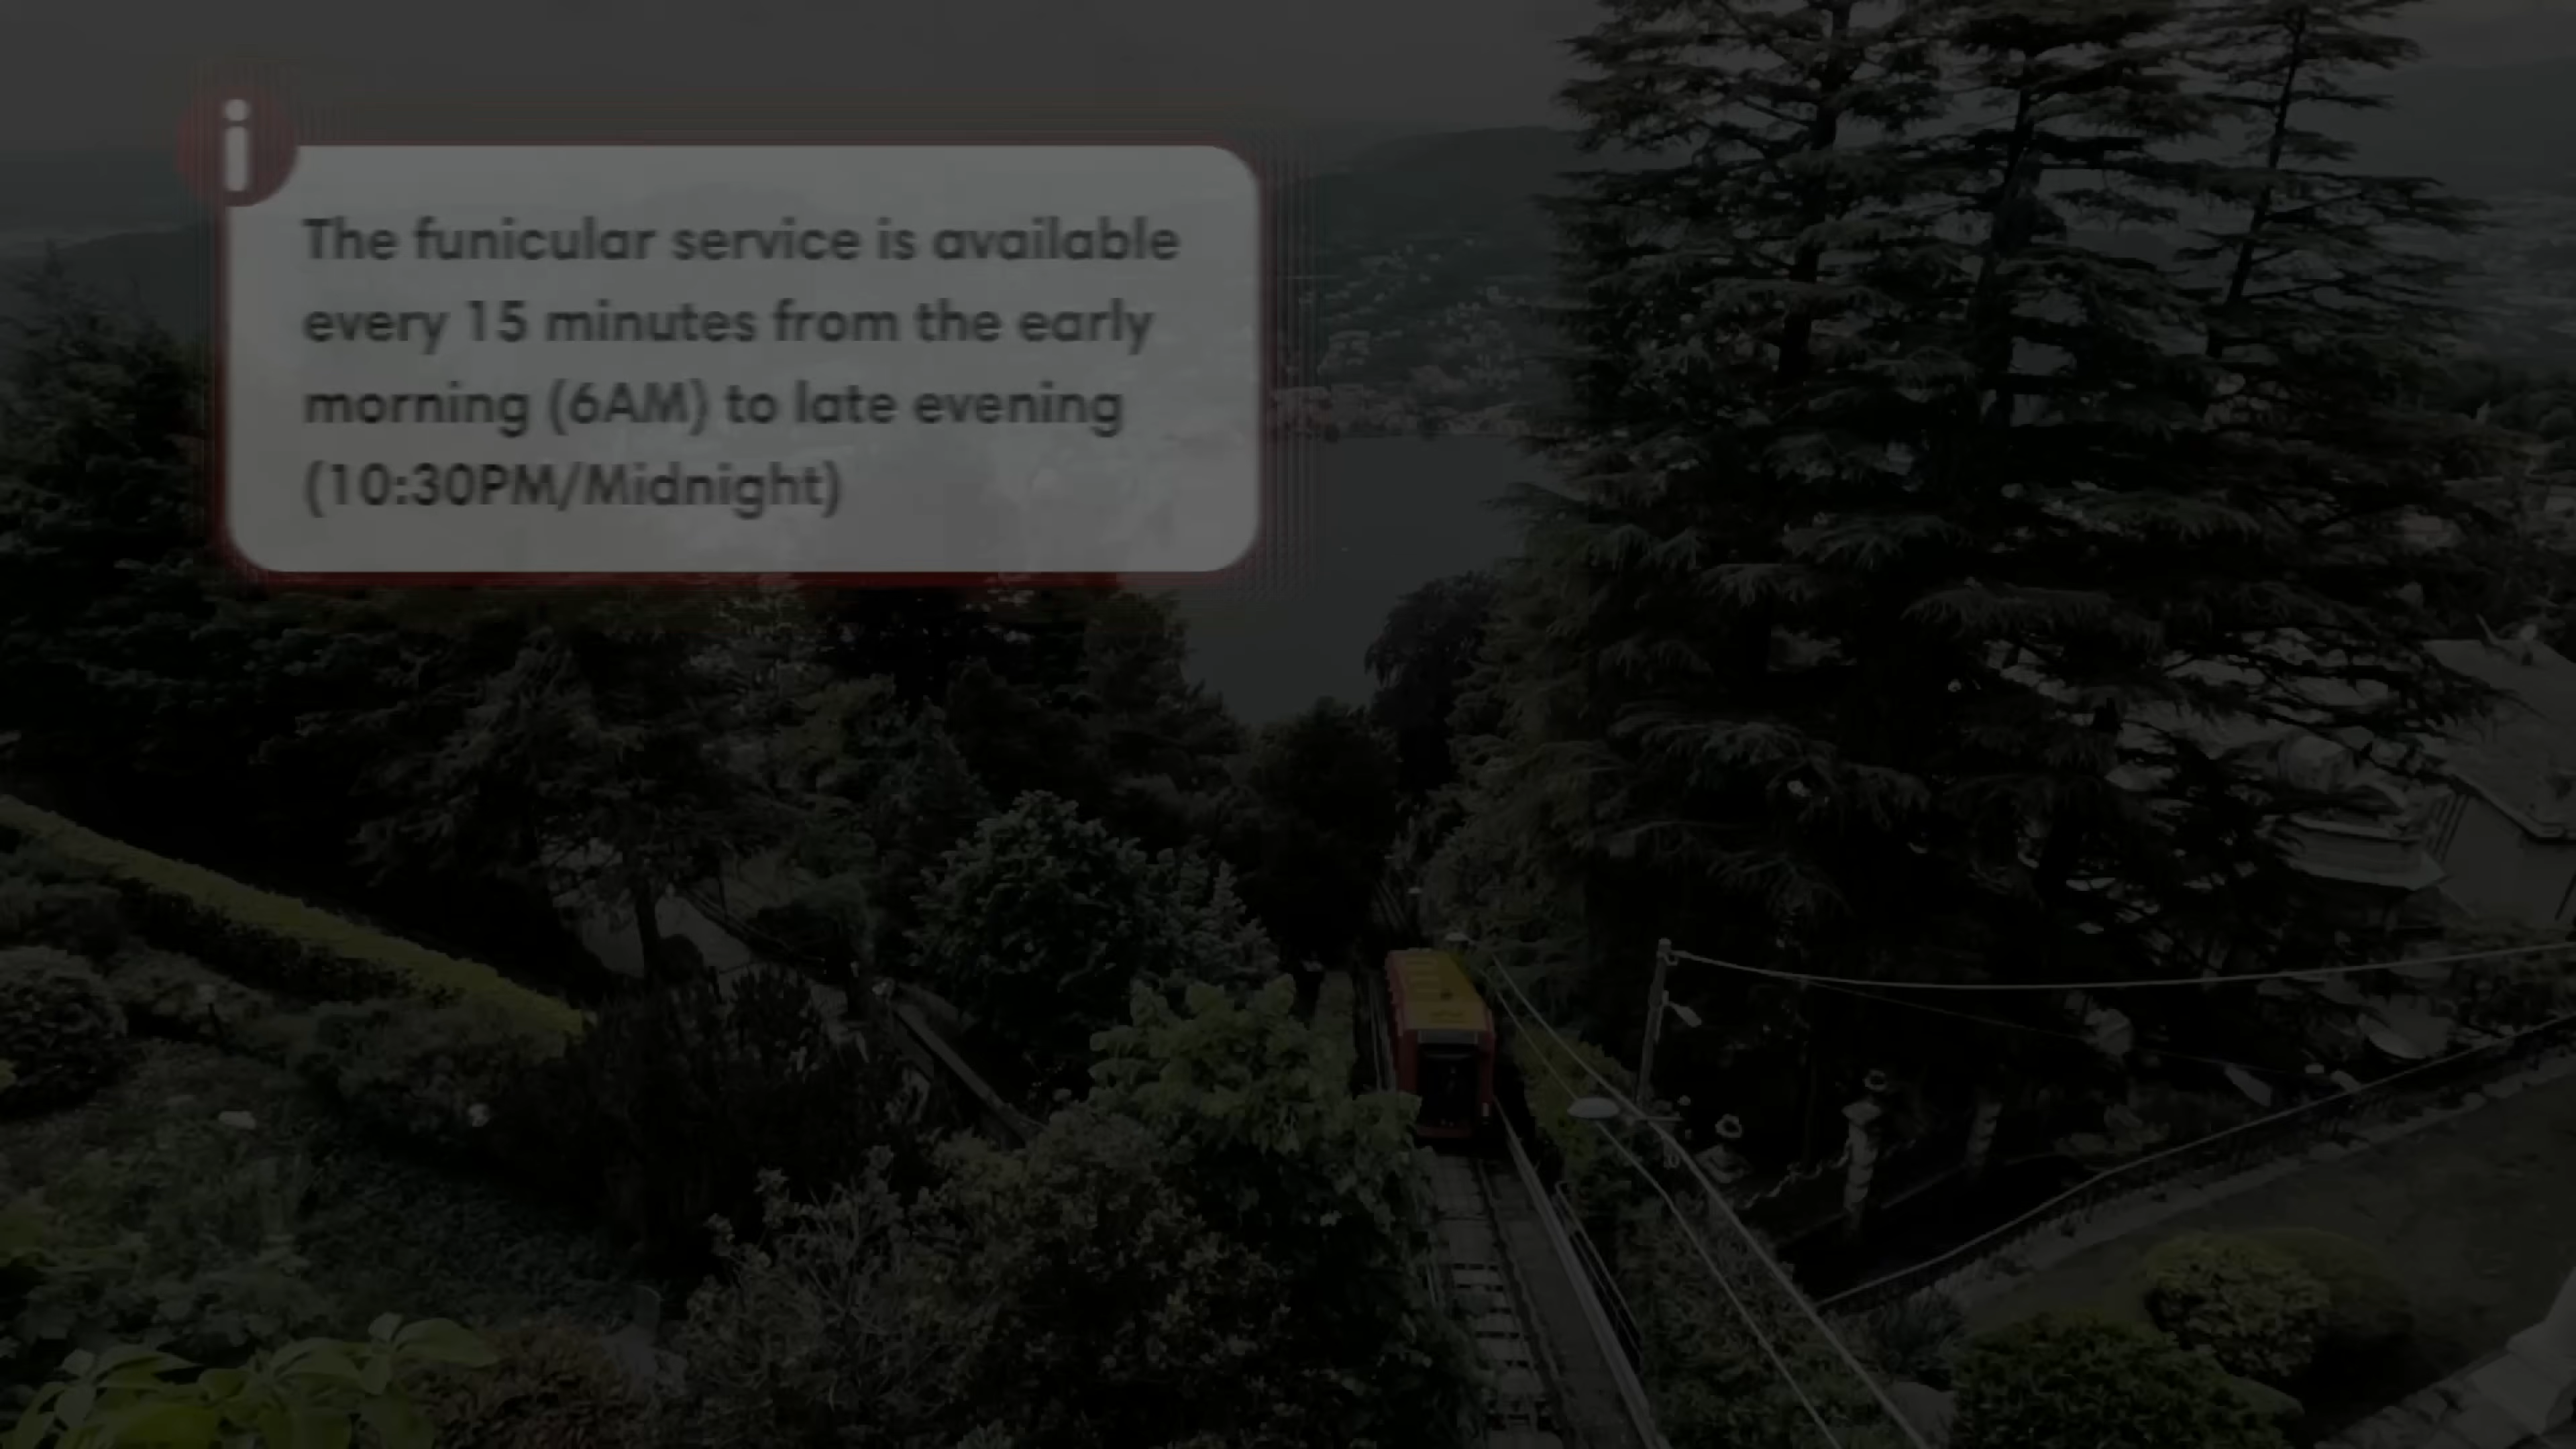 i
The funicular service is available
every 15 minutes from the early
morning (6AM) to late evening
(10:30PM/Midnight)